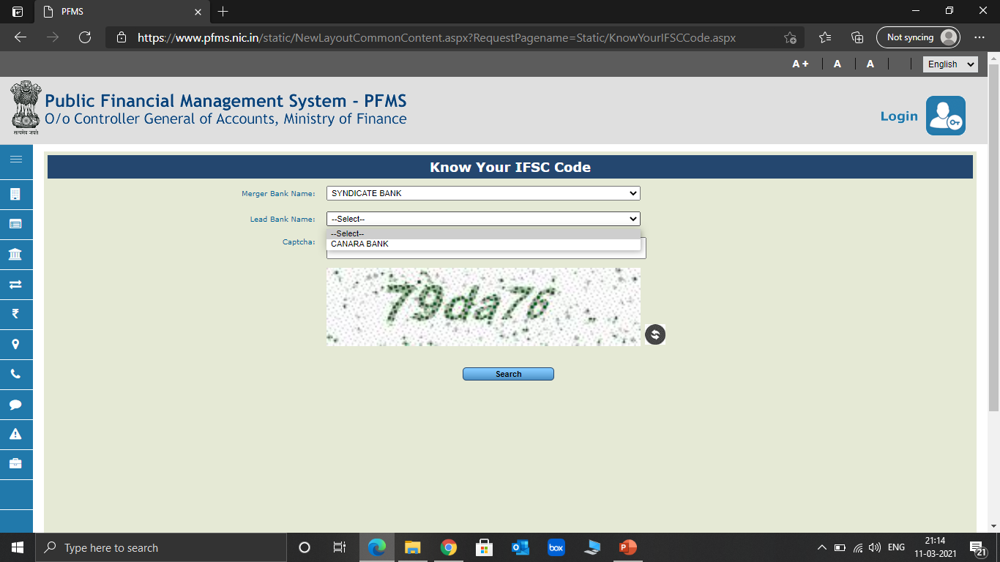 PFMS
https://www.pfms.nic.in/static/NewLayoutCommonContent.aspx?RequestPagename=Static/KnowYourIFSCCode.aspx
Not syncing
A + A A English
Public Financial Management System - PFMS
O/o Controller General of Accounts, Ministry of Finance
सत्यमेव जयते
Login
Know Your IFSC Code
Merger Bank Name: SYNDICATE BANK
Lead Bank Name: --Select--
--Select--
CANARA BANK
Captcha:
79da76
Search
Type here to search
box
ENG
21:14
11-03-2021
21